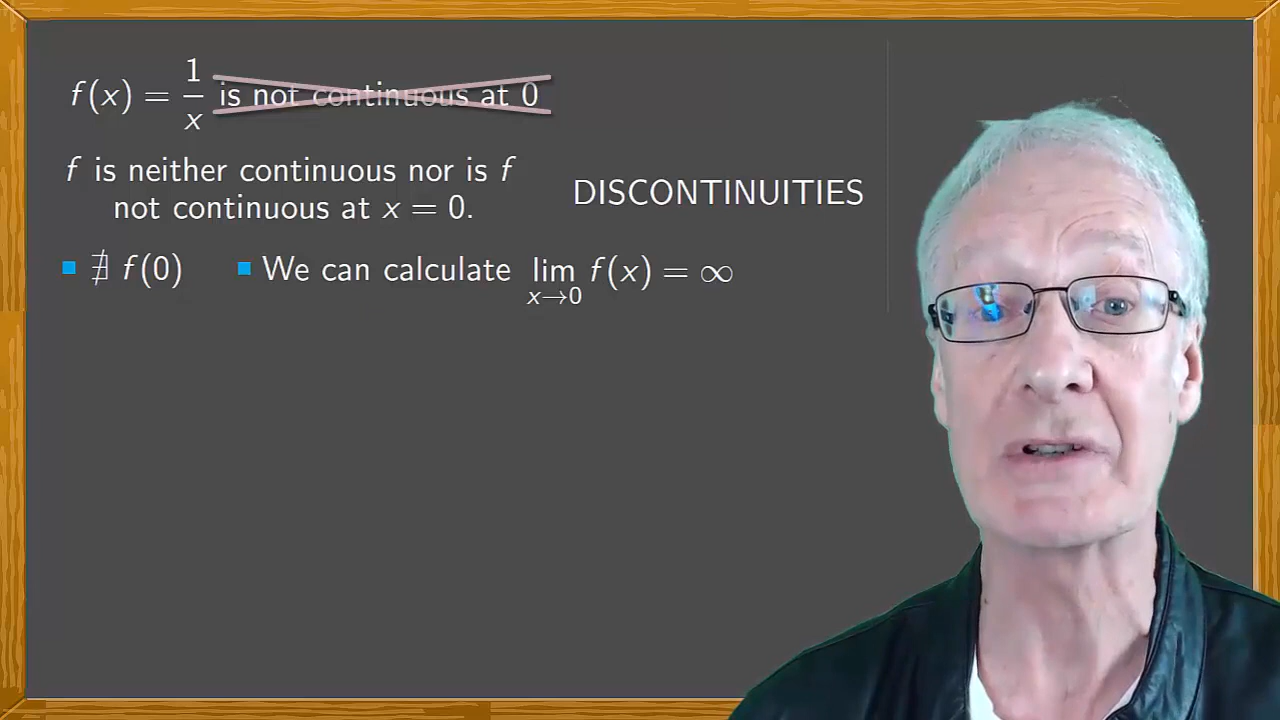 f(x) = 1/x is not continuous at 0
f is neither continuous nor is f
not continuous at x = 0.
DISCONTINUITIES
∄ f(0)
We can calculate lim x→0 f(x) = ∞